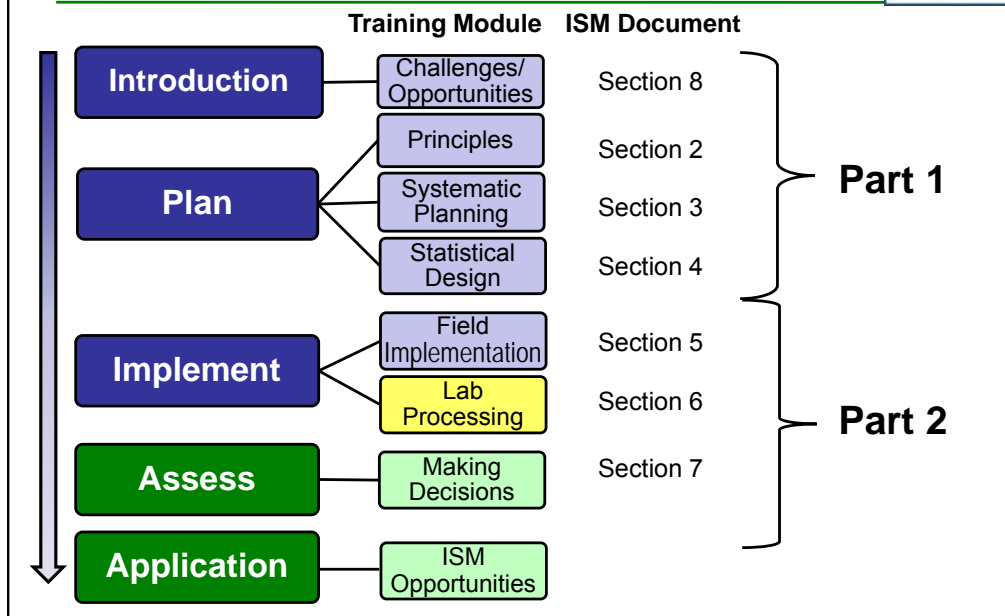 Training Module ISM Document
Introduction
Challenges/
Opportunities
Section 8
Principles
Section 2
Plan
Systematic
Planning
Section 3
Statistical
Design
Section 4
Part 1
Implement
Field
Implementation
Section 5
Lab
Processing
Section 6
Part 2
Assess
Making
Decisions
Section 7
Application
ISM
Opportunities